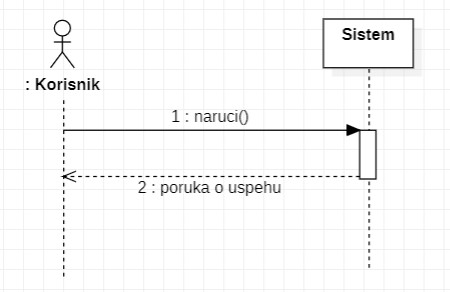 Sistem
: Korisnik
1 : naruci()
2 : poruka o uspehu